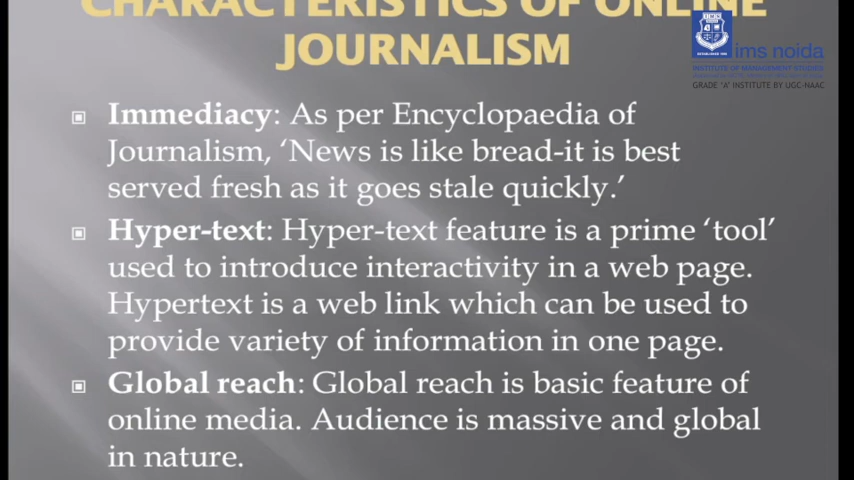 CHARACTERISTICS OF ONLINE
JOURNALISM
ims noida
INSTITUTE OF MANAGEMENT STUDIES
GRADE "A" INSTITUTE BY UGC-NAAC
Immediacy: As per Encyclopaedia of
Journalism, ‘News is like bread-it is best
served fresh as it goes stale quickly.’
Hyper-text: Hyper-text feature is a prime ‘tool’
used to introduce interactivity in a web page.
Hypertext is a web link which can be used to
provide variety of information in one page.
Global reach: Global reach is basic feature of
online media. Audience is massive and global
in nature.